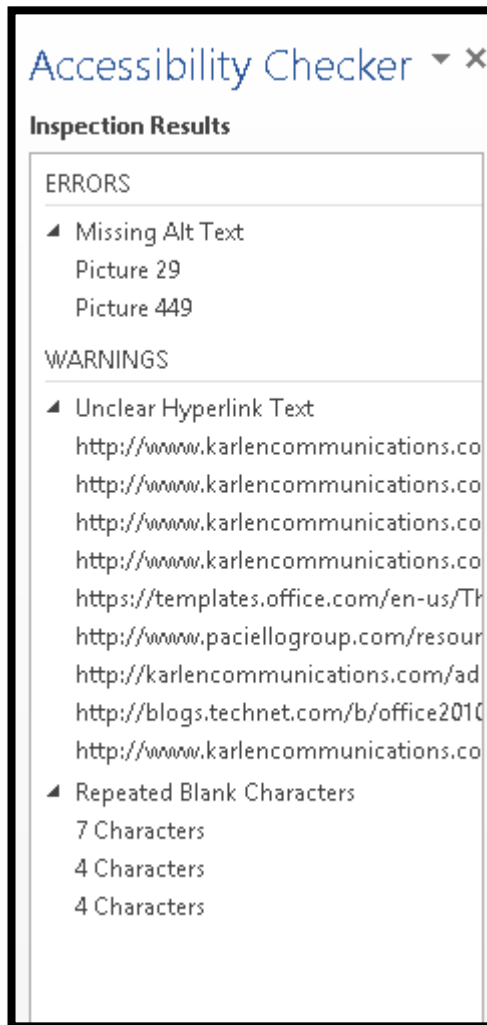 Accessibility Checker
Inspection Results
ERRORS
Missing Alt Text
Picture 29
Picture 449
WARNINGS
Unclear Hyperlink Text
http://www.karlencommunications.co
http://www.karlencommunications.co
http://www.karlencommunications.co
http://www.karlencommunications.co
https://templates.office.com/en-us/Th
http://www.paciellogroup.com/resour
http://karlencommunications.com/ad
http://blogs.technet.com/b/office2010
http://www.karlencommunications.co
Repeated Blank Characters
7 Characters
4 Characters
4 Characters